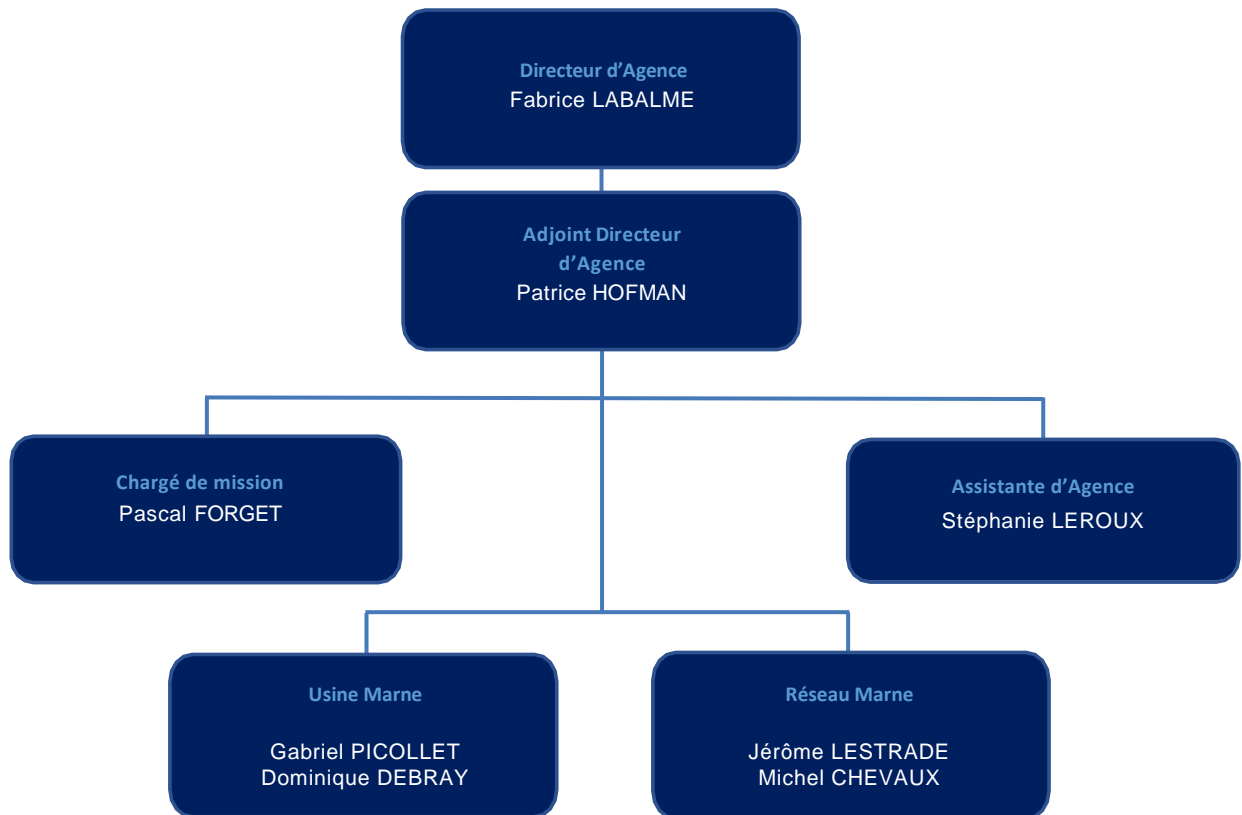 Directeur d’Agence
Fabrice LABALME
Adjoint Directeur
d’Agence
Patrice HOFMAN
Chargé de mission
Pascal FORGET
Assistante d’Agence
Stéphanie LEROUX
Usine Marne
Gabriel PICOLLET
Dominique DEBRAY
Réseau Marne
Jérôme LESTRADE
Michel CHEVAUX